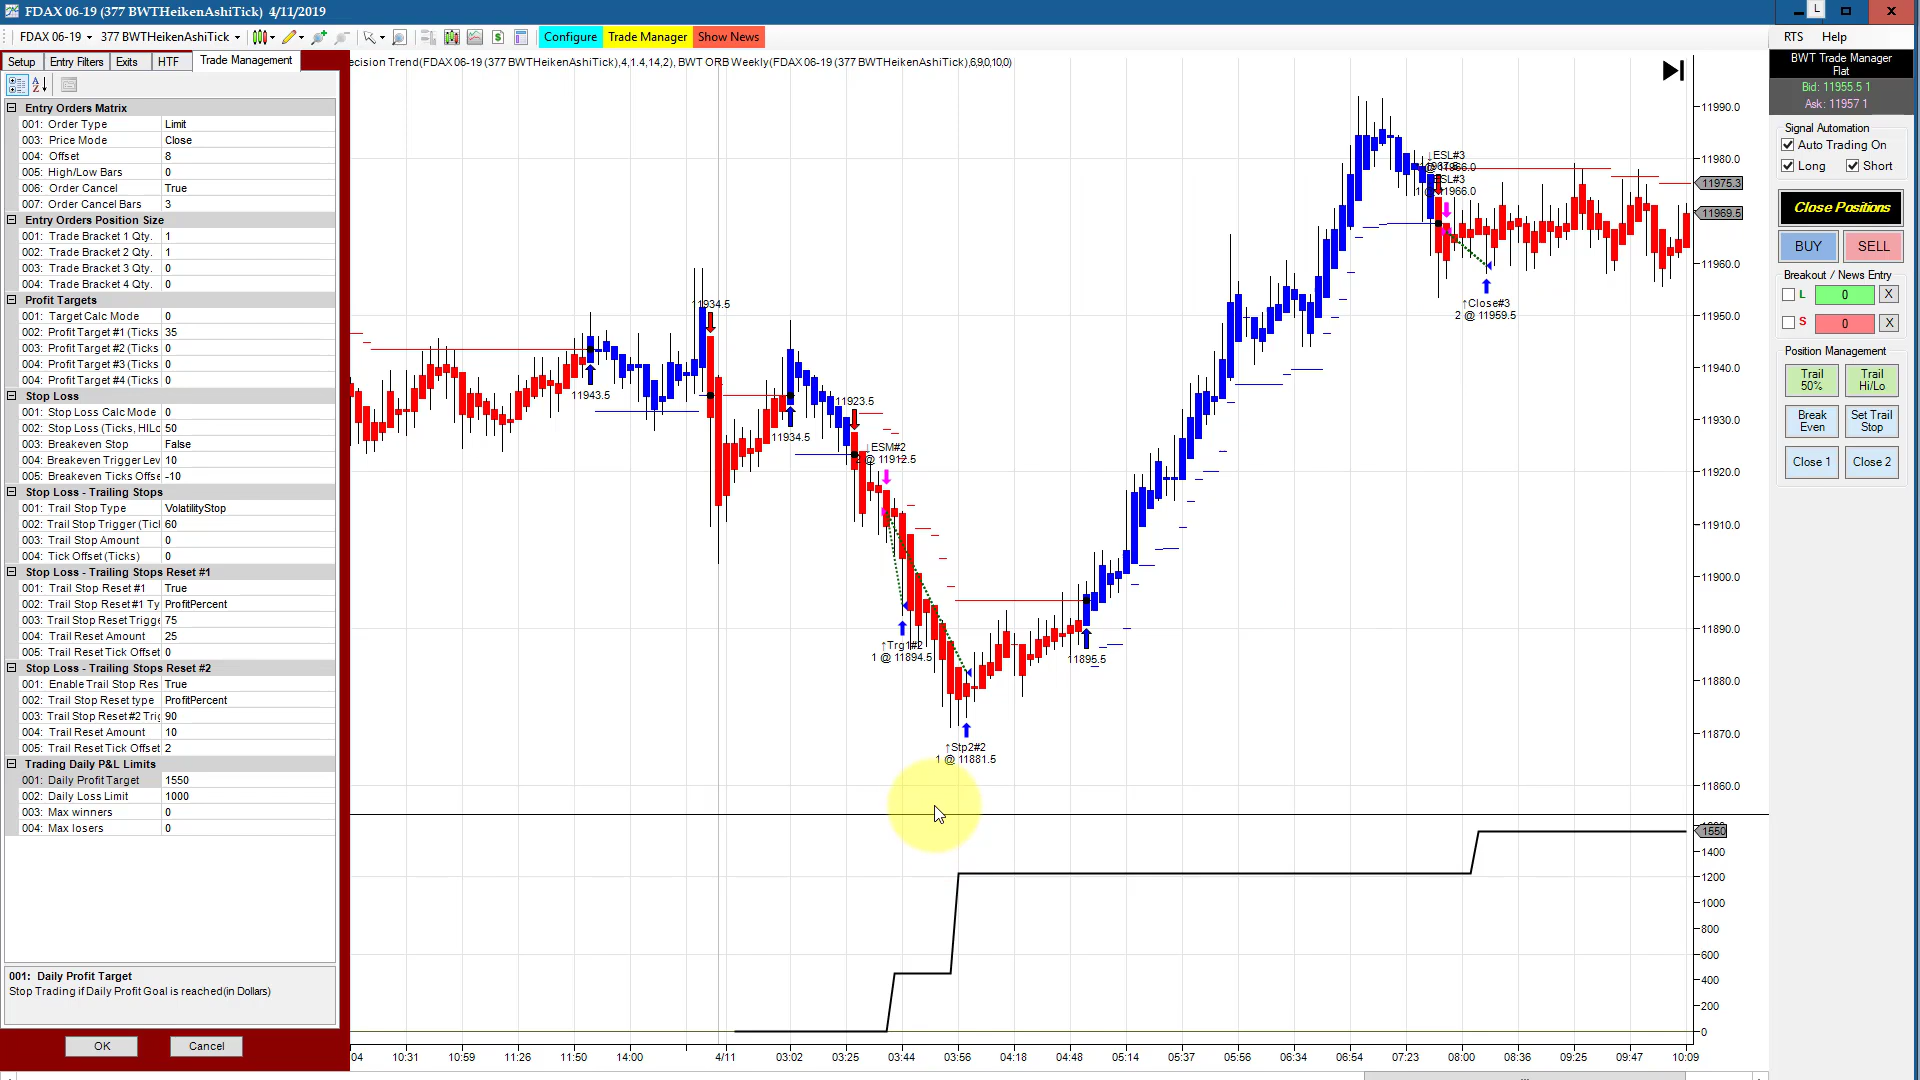 FDAX 06-19 (377 BWTHeikenAshiTick) 4/11/2019
L
FDAX 06-19 377 BWTHeikenAshiTick Configure Trade Manager Show News RTS Help
Setup Entry Filters Exits HTF Trade Management
ecision Trend(FDAX 06-19 (377 BWTHeikenAshiTick),4,1.4,14,2), BWT ORB Weekly(FDAX 06-19 (377 BWTHeikenAshiTick),6,9,0,10,0)
Entry Orders Matrix
001: Order Type Limit
003: Price Mode Close
004: Offset 8
005: High/Low Bars 0
006: Order Cancel True
007: Order Cancel Bars 3
Entry Orders Position Size
001: Trade Bracket 1 Qty. 1
002: Trade Bracket 2 Qty. 1
003: Trade Bracket 3 Qty. 0
004: Trade Bracket 4 Qty. 0
Profit Targets
001: Target Calc Mode 0
002: Profit Target #1 (Ticks 35
003: Profit Target #2 (Ticks 0
004: Profit Target #3 (Ticks 0
004: Profit Target #4 (Ticks 0
Stop Loss
001: Stop Loss Calc Mode 0
002: Stop Loss (Ticks, HILo 50
003: Breakeven Stop False
004: Breakeven Trigger Lev 10
005: Breakeven Ticks Offse -10
Stop Loss - Trailing Stops
001: Trail Stop Type VolatilityStop
002: Trail Stop Trigger (Ticl 60
003: Trail Stop Amount 0
004: Tick Offset (Ticks) 0
Stop Loss - Trailing Stops Reset #1
001: Trail Stop Reset #1 True
002: Trail Stop Reset #1 Ty ProfitPercent
003: Trail Stop Reset Trigge 75
004: Trail Reset Amount 25
005: Trail Reset Tick Offset 0
Stop Loss - Trailing Stops Reset #2
001: Enable Trail Stop Res True
002: Trail Stop Reset type ProfitPercent
003: Trail Stop Reset #2 Trig 90
004: Trail Reset Amount 10
005: Trail Reset Tick Offset 2
Trading Daily P&L Limits
001: Daily Profit Target 1550
002: Daily Loss Limit 1000
003: Max winners 0
004: Max losers 0
001: Daily Profit Target
Stop Trading if Daily Profit Goal is reached(in Dollars)
OK Cancel
11943.5
11934.5
11934.5
11923.5
↓ESM#2
2 @ 11912.5
↑Trg1#2
1 @ 11894.5
↑Stp2#2
1 @ 11881.5
11895.5
↓ESL#3
1 @ 11966.0
1 @ 11966.0
↑Close#3
2 @ 11959.5
11990.0
11980.0
11975.3
11969.5
11960.0
11950.0
11940.0
11930.0
11920.0
11910.0
11900.0
11890.0
11880.0
11870.0
11860.0
1550
1400
1200
1000
800
600
400
200
0
04 10:31 10:59 11:26 11:50 14:00 4/11 03:02 03:25 03:44 03:56 04:18 04:48 05:14 05:37 05:56 06:34 06:54 07:23 08:00 08:36 09:25 09:47 10:09
BWT Trade Manager
Flat
Bid: 11955.5 1
Ask: 11957 1
Signal Automation
Auto Trading On
Long Short
Close Positions
BUY SELL
Breakout / News Entry
L 0 X
S 0 X
Position Management
Trail 50% Trail Hi/Lo
Break Even Set Trail Stop
Close 1 Close 2